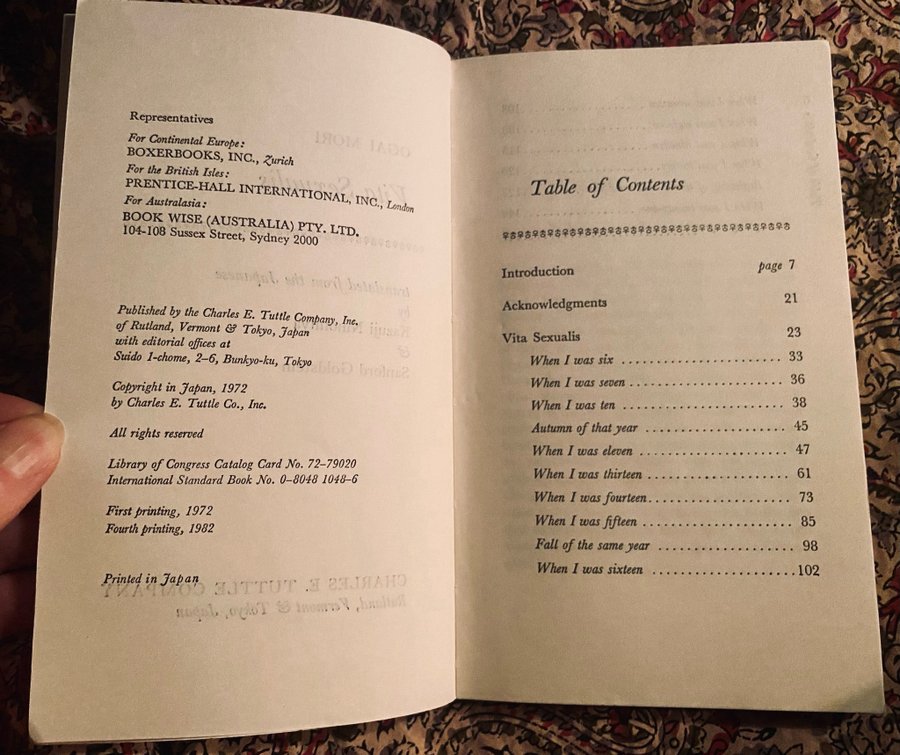 Representatives
For Continental Europe:
BOXERBOOKS, INC., Zurich
For the British Isles:
PRENTICE-HALL INTERNATIONAL, INC., London
For Australasia:
BOOK WISE (AUSTRALIA) PTY. LTD.
104-108 Sussex Street, Sydney 2000
Published by the Charles E. Tuttle Company, Inc.
of Rutland, Vermont & Tokyo, Japan
with editorial offices at
Suido 1-chome, 2–6, Bunkyo-ku, Tokyo
Copyright in Japan, 1972
by Charles E. Tuttle Co., Inc.
All rights reserved
Library of Congress Catalog Card No. 72–79020
International Standard Book No. 0–8048 1048–6
First printing, 1972
Fourth printing, 1982
Printed in Japan
Table of Contents
Introduction page 7
Acknowledgments 21
Vita Sexualis 23
When I was six .................... 33
When I was seven .................... 36
When I was ten .................... 38
Autumn of that year .................... 45
When I was eleven .................... 47
When I was thirteen .................... 61
When I was fourteen .................... 73
When I was fifteen .................... 85
Fall of the same year .................... 98
When I was sixteen .................... 102